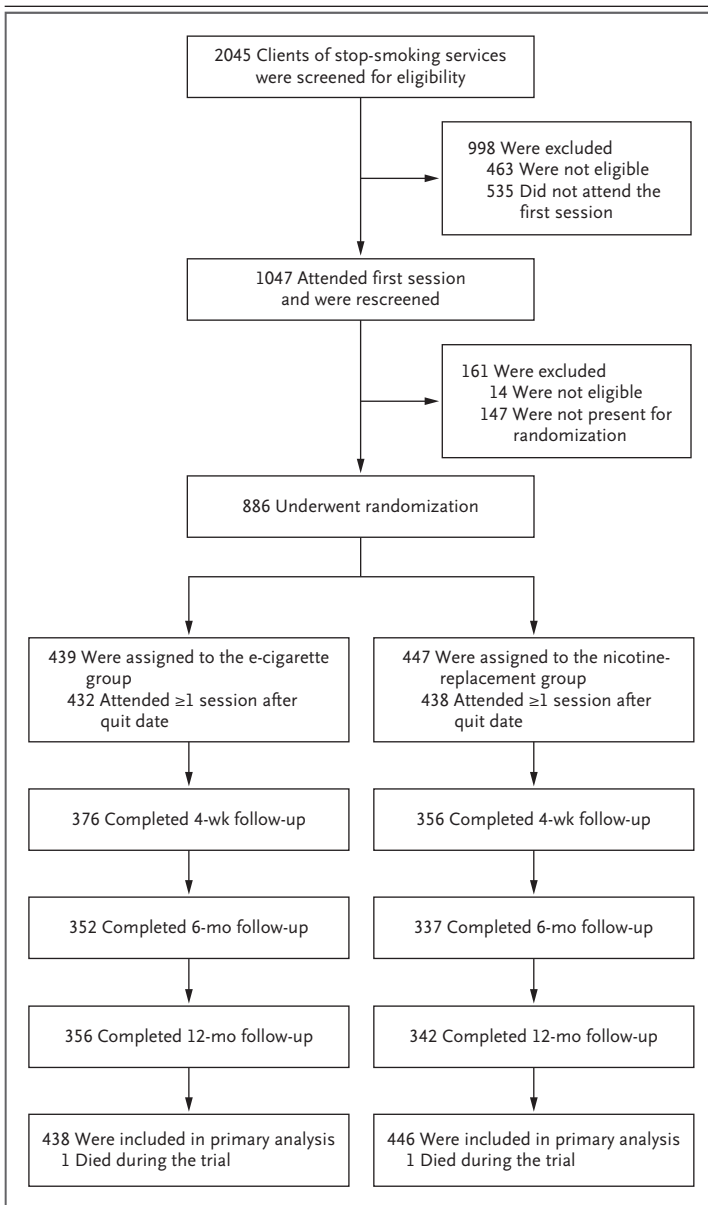 2045 Clients of stop-smoking services
were screened for eligibility
998 Were excluded
463 Were not eligible
535 Did not attend the
first session
1047 Attended first session
and were rescreened
161 Were excluded
14 Were not eligible
147 Were not present for
randomization
886 Underwent randomization
439 Were assigned to the e-cigarette
group
432 Attended ≥1 session after
quit date
447 Were assigned to the nicotine-
replacement group
438 Attended ≥1 session after
quit date
376 Completed 4-wk follow-up
356 Completed 4-wk follow-up
352 Completed 6-mo follow-up
337 Completed 6-mo follow-up
356 Completed 12-mo follow-up
342 Completed 12-mo follow-up
438 Were included in primary analysis
1 Died during the trial
446 Were included in primary analysis
1 Died during the trial